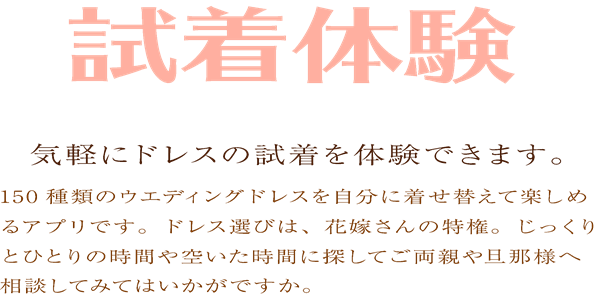 試着体験
気軽にドレスの試着を体験できます。
150 種類のウエディングドレスを自分に着せ替えて楽しめ
るアプリです。ドレス選びは、花嫁さんの特権。じっくり
とひとりの時間や空いた時間に探してご両親や旦那様へ
相談してみてはいかがですか。